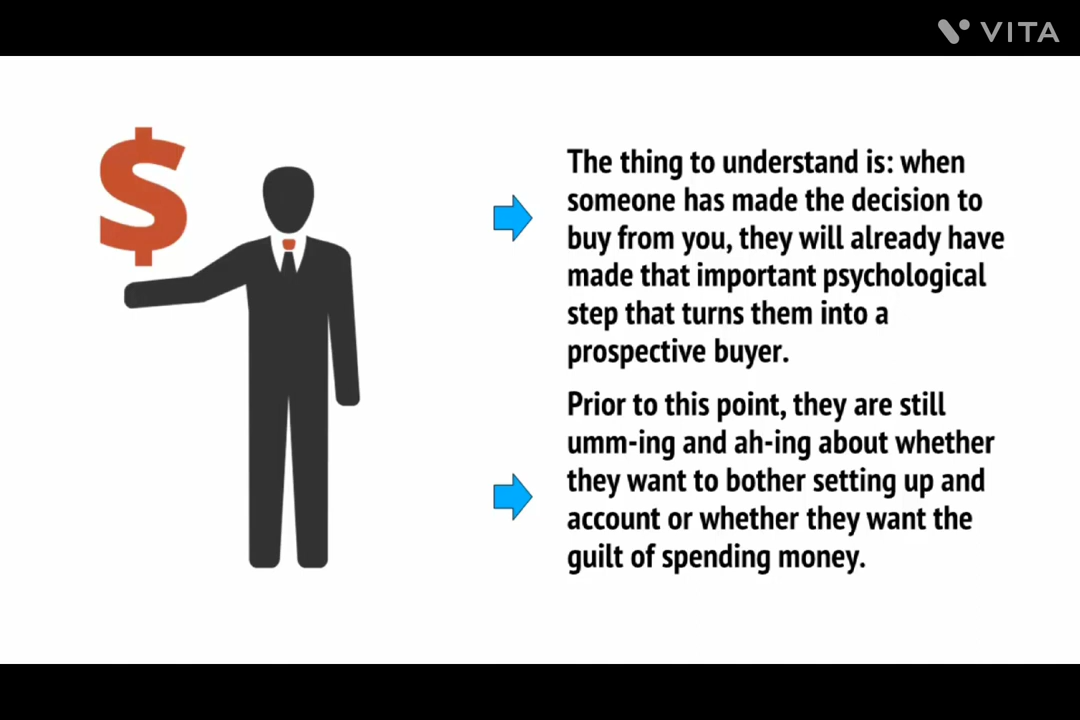 VITA
$
The thing to understand is: when
someone has made the decision to
buy from you, they will already have
made that important psychological
step that turns them into a
prospective buyer.
Prior to this point, they are still
umm-ing and ah-ing about whether
they want to bother setting up and
account or whether they want the
guilt of spending money.